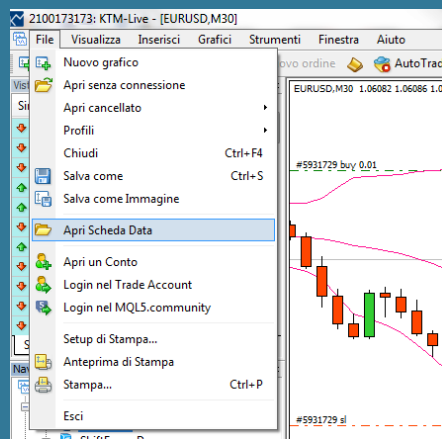 2100173173: KTM-Live - [EURUSD,M30]
File Visualizza Inserisci Grafici Strumenti Finestra Aiuto
Nuovo grafico
ovo ordine AutoTrad
Apri senza connessione
EURUSD,M30 1.06082 1.06086 1.0
Apri cancellato
Profili
Chiudi Ctrl+F4
Salva come Ctrl+S
#5931729 buy 0.01
Salva come Immagine
Apri Scheda Data
Apri un Conto
Login nel Trade Account
Login nel MQL5.community
Setup di Stampa...
Anteprima di Stampa
Stampa... Ctrl+P
Esci
#5931729 sl